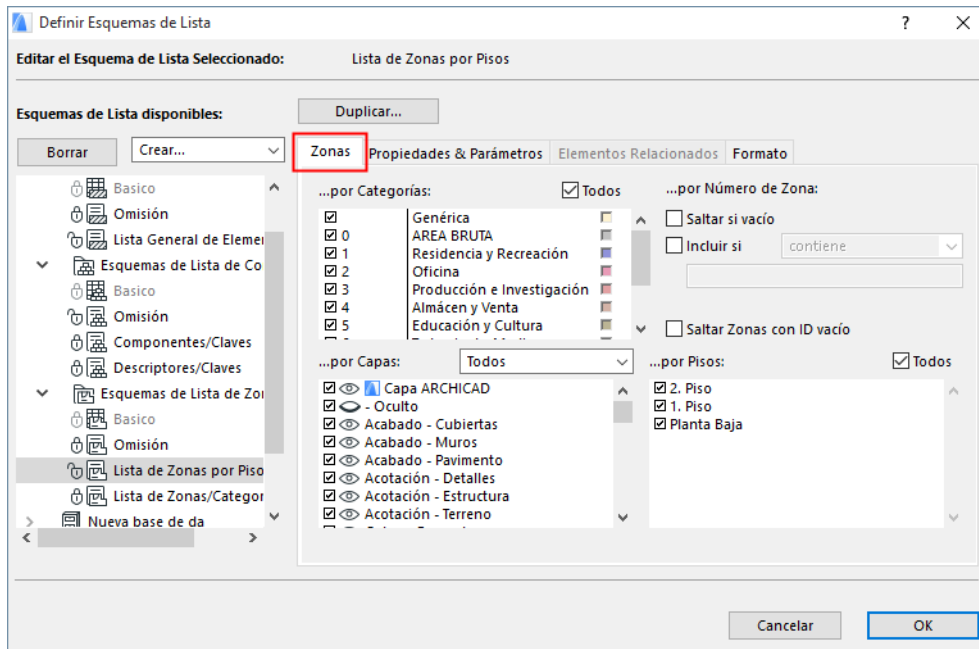 Definir Esquemas de Lista
?
Editar el Esquema de Lista Seleccionado: Lista de Zonas por Pisos
Esquemas de Lista disponibles:
Duplicar...
Borrar
Crear...
Basico
Omisión
Lista General de Elemen
Esquemas de Lista de Co
Basico
Omisión
Componentes/Claves
Descriptores/Claves
Esquemas de Lista de Zon
Basico
Omisión
Lista de Zonas por Piso
Lista de Zonas/Categor
Nueva base de da
Zonas Propiedades & Parámetros Elementos Relacionados Formato
...por Categorías:
Todos
Genérica
0 AREA BRUTA
1 Residencia y Recreación
2 Oficina
3 Producción e Investigación
4 Almácen y Venta
5 Educación y Cultura
...por Número de Zona:
Saltar si vacío
Incluir si contiene
Saltar Zonas con ID vacío
...por Capas: Todos
Capa ARCHICAD
- Oculto
Acabado - Cubiertas
Acabado - Muros
Acabado - Pavimento
Acotación - Detalles
Acotación - Estructura
Acotación - Terreno
...por Pisos:
Todos
2. Piso
1. Piso
Planta Baja
Cancelar
OK